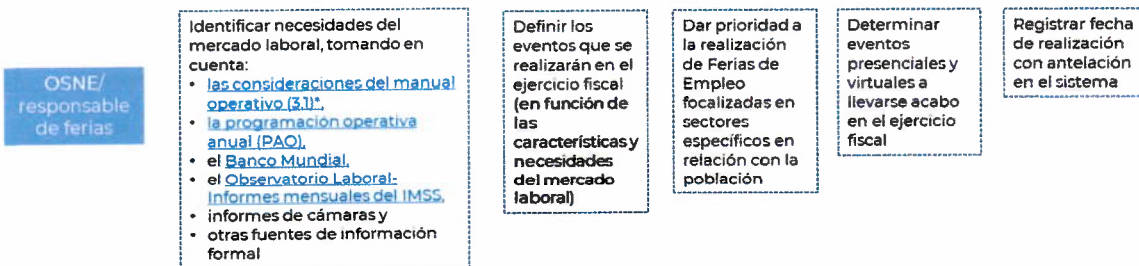 OSNE/
responsable
de ferias
Identificar necesidades del
mercado laboral, tomando en
cuenta:
• las consideraciones del manual
operativo (3.1)*,
• la programación operativa
anual (PAO),
• el Banco Mundial,
• el Observatorio Laboral-
Informes mensuales del IMSS,
• informes de cámaras y
• otras fuentes de información
formal
Definir los
eventos que se
realizarán en el
ejercicio fiscal
(en función de
las
características y
necesidades
del mercado
laboral)
Dar prioridad a
la realización
de Ferias de
Empleo
focalizadas en
sectores
específicos en
relación con la
población
Determinar
eventos
presenciales y
virtuales a
llevarse acabo
en el ejercicio
fiscal
Registrar fecha
de realización
con antelación
en el sistema